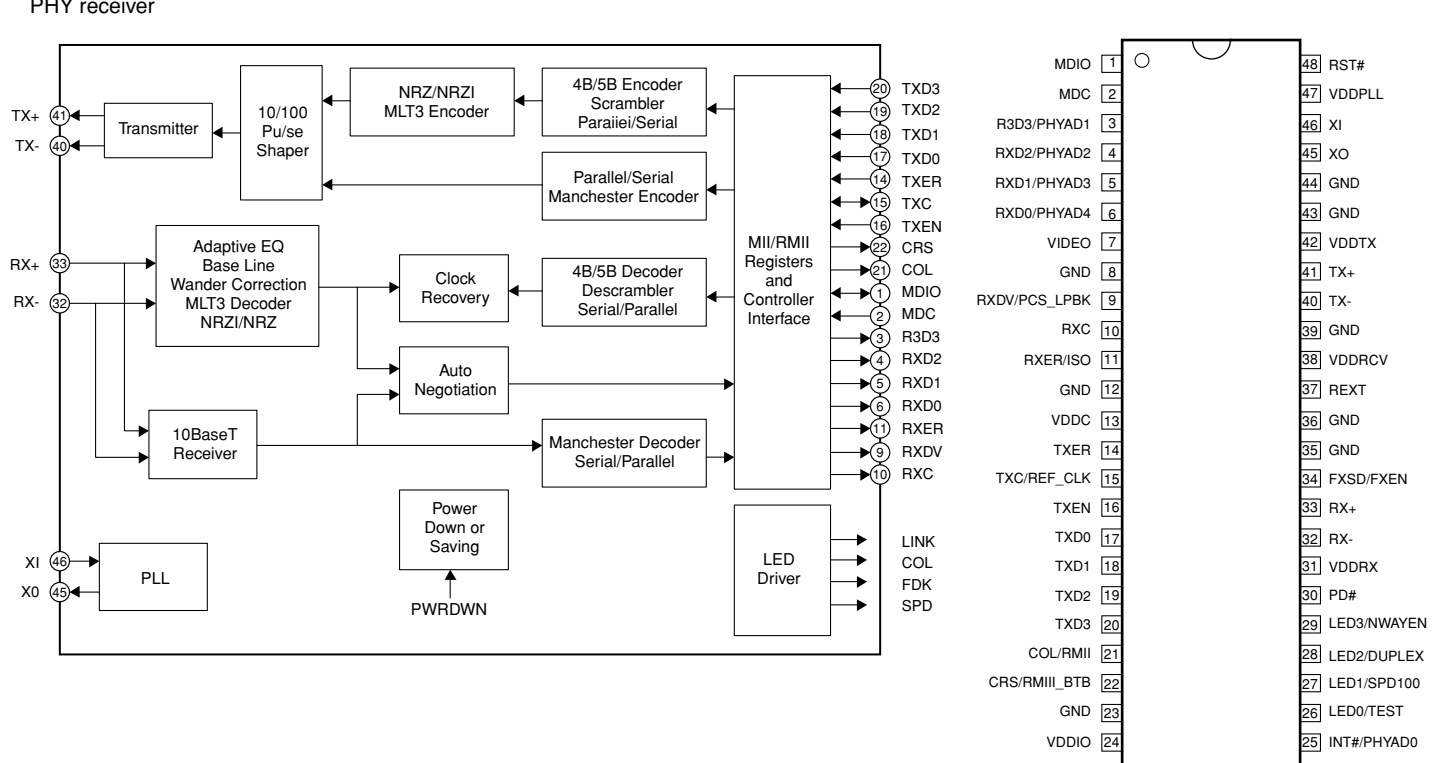 PHY receiver
TX+
41
TX-
40
Transmitter
10/100
Pu/se
Shaper
NRZ/NRZI
MLT3 Encoder
4B/5B Encoder
Scrambler
Paraiiei/Serial
Parallel/Serial
Manchester Encoder
RX+
33
RX-
32
Adaptive EQ
Base Line
Wander Correction
MLT3 Decoder
NRZI/NRZ
Clock
Recovery
4B/5B Decoder
Descrambler
Serial/Parallel
Auto
Negotiation
10BaseT
Receiver
Manchester Decoder
Serial/Parallel
Power
Down or
Saving
PWRDWN
XI
46
X0
45
PLL
MII/RMII
Registers
and
Controller
Interface
20 TXD3
19 TXD2
18 TXD1
17 TXD0
14 TXER
15 TXC
16 TXEN
22 CRS
21 COL
1 MDIO
2 MDC
3 R3D3
4 RXD2
5 RXD1
6 RXD0
11 RXER
9 RXDV
10 RXC
LED
Driver
LINK
COL
FDK
SPD
MDIO 1
MDC 2
R3D3/PHYAD1 3
RXD2/PHYAD2 4
RXD1/PHYAD3 5
RXD0/PHYAD4 6
VIDEO 7
GND 8
RXDV/PCS_LPBK 9
RXC 10
RXER/ISO 11
GND 12
VDDC 13
TXER 14
TXC/REF_CLK 15
TXEN 16
TXD0 17
TXD1 18
TXD2 19
TXD3 20
COL/RMII 21
CRS/RMIII_BTB 22
GND 23
VDDIO 24
48 RST#
47 VDDPLL
46 XI
45 XO
44 GND
43 GND
42 VDDTX
41 TX+
40 TX-
39 GND
38 VDDRCV
37 REXT
36 GND
35 GND
34 FXSD/FXEN
33 RX+
32 RX-
31 VDDRX
30 PD#
29 LED3/NWAYEN
28 LED2/DUPLEX
27 LED1/SPD100
26 LED0/TEST
25 INT#/PHYAD0